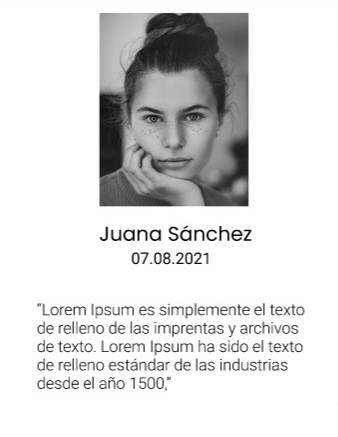 Juana Sánchez
07.08.2021
“Lorem Ipsum es simplemente el texto
de relleno de las imprentas y archivos
de texto. Lorem Ipsum ha sido el texto
de relleno estándar de las industrias
desde el año 1500,”